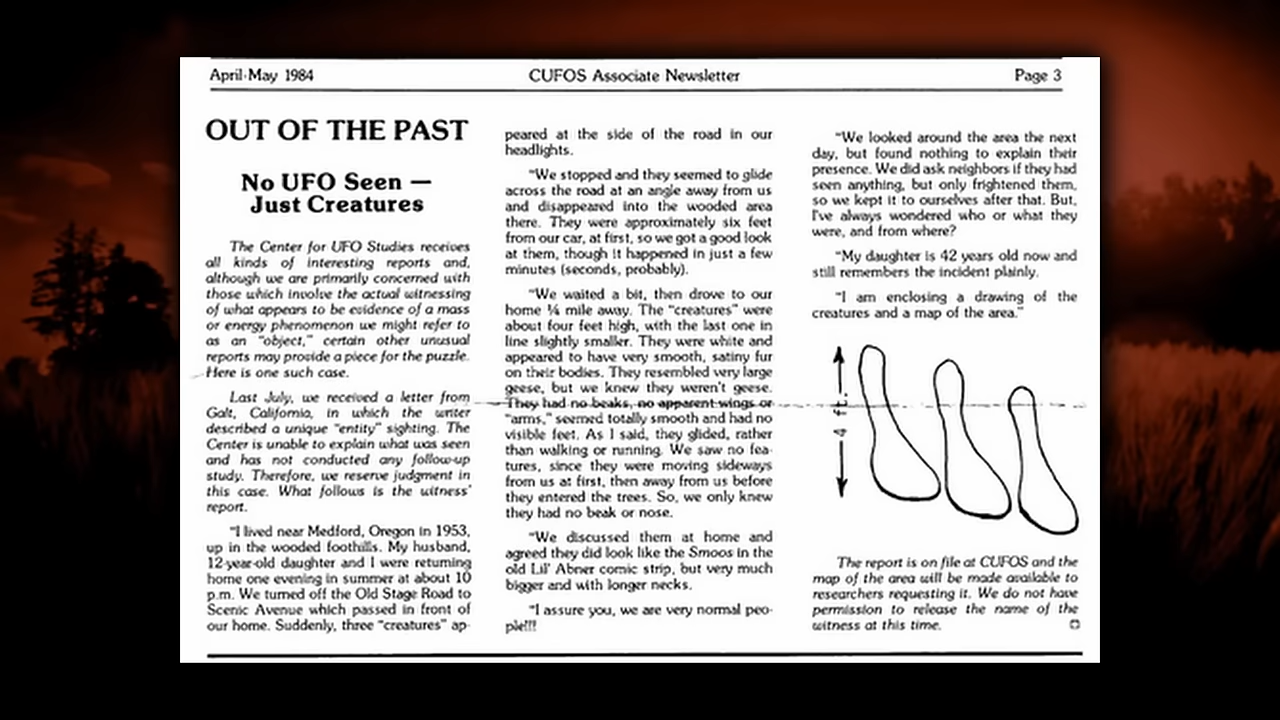 April-May 1984
CUFOS Associate Newsletter
Page 3
OUT OF THE PAST
No UFO Seen —
Just Creatures
The Center for UFO Studies receives
all kinds of interesting reports and,
although we are primarily concerned with
those which involve the actual witnessing
of what appears to be evidence of a mass
or energy phenomenon we might refer to
as an "object," certain other unusual
reports may provide a piece for the puzzle.
Here is one such case.
Last July, we received a letter from
Galt, California, in which the writer
described a unique "entity" sighting. The
Center is unable to explain what was seen
and has not conducted any follow-up
study. Therefore, we reserve judgment in
this case. What follows is the witness'
report.
"I lived near Medford, Oregon in 1953,
up in the wooded foothills. My husband,
12-year-old daughter and I were returning
home one evening in summer at about 10
p.m. We turned off the Old Stage Road to
Scenic Avenue which passed in front of
our home. Suddenly, three "creatures" ap-
peared at the side of the road in our
headlights.
"We stopped and they seemed to glide
across the road at an angle away from us
and disappeared into the wooded area
there. They were approximately six feet
from our car, at first, so we got a good look
at them, though it happened in just a few
minutes (seconds, probably).
"We waited a bit, then drove to our
home ¼ mile away. The "creatures" were
about four feet high, with the last one in
line slightly smaller. They were white and
appeared to have very smooth, satiny fur
on their bodies. They resembled very large
geese, but we knew they weren't geese.
They had no beaks, no apparent wings or
"arms," seemed totally smooth and had no
visible feet. As I said, they glided, rather
than walking or running. We saw no fea-
tures, since they were moving sideways
from us at first, then away from us before
they entered the trees. So, we only knew
they had no beak or nose.
"We discussed them at home and
agreed they did look like the Smoos in the
old Lil' Abner comic strip, but very much
bigger and with longer necks.
"I assure you, we are very normal peo-
ple!!!
"We looked around the area the next
day, but found nothing to explain their
presence. We did ask neighbors if they had
seen anything, but only frightened them,
so we kept it to ourselves after that. But,
I've always wondered who or what they
were, and from where?
"My daughter is 42 years old now and
still remembers the incident plainly.
"I am enclosing a drawing of the
creatures and a map of the area."
4 ft.
The report is on file at CUFOS and the
map of the area will be made available to
researchers requesting it. We do not have
permission to release the name of the
witness at this time.